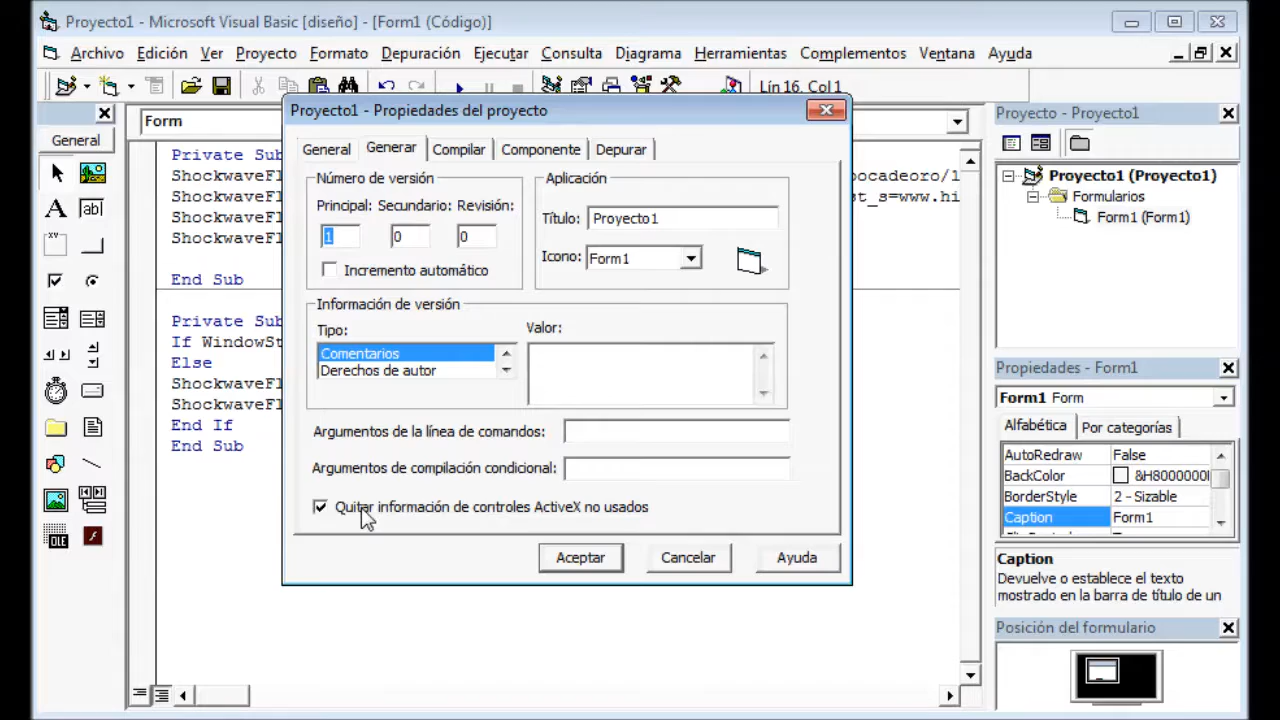 Proyecto1 - Microsoft Visual Basic [diseño] - [Form1 (Código)]
Archivo Edición Ver Proyecto Formato Depuración Ejecutar Consulta Diagrama Herramientas Complementos Ventana Ayuda
Lín 16, Col 1
General
Form
Private Sub
ShockwaveFl
ShockwaveFl
ShockwaveFl
ShockwaveFl
End Sub
Private Sub
If WindowSt
Else
ShockwaveFl
ShockwaveFl
End If
End Sub
bocadeoro/1
st_s=www.hi
Proyecto1 - Propiedades del proyecto
General Generar Compilar Componente Depurar
Número de versión
Principal: Secundario: Revisión:
1 0 0
Incremento automático
Aplicación
Título: Proyecto1
Icono: Form1
Información de versión
Tipo: Valor:
Comentarios
Derechos de autor
Argumentos de la línea de comandos:
Argumentos de compilación condicional:
Quitar información de controles ActiveX no usados
Aceptar Cancelar Ayuda
Proyecto - Proyecto1
Proyecto1 (Proyecto1)
Formularios
Form1 (Form1)
Propiedades - Form1
Form1 Form
Alfabética Por categorías
AutoRedraw False
BackColor &H8000000
BorderStyle 2 - Sizable
Caption Form1
Caption
Devuelve o establece el texto
mostrado en la barra de título de un
Posición del formulario